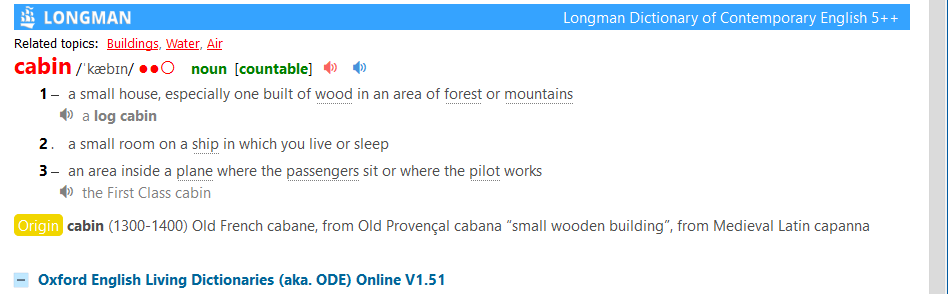 LONGMAN Longman Dictionary of Contemporary English 5++
Related topics: Buildings, Water, Air
cabin /ˈkæbɪn/ ●●○ noun [countable]
1 – a small house, especially one built of wood in an area of forest or mountains
a log cabin
2 . a small room on a ship in which you live or sleep
3 – an area inside a plane where the passengers sit or where the pilot works
the First Class cabin
Origin cabin (1300-1400) Old French cabane, from Old Provençal cabana “small wooden building”, from Medieval Latin capanna
− Oxford English Living Dictionaries (aka. ODE) Online V1.51